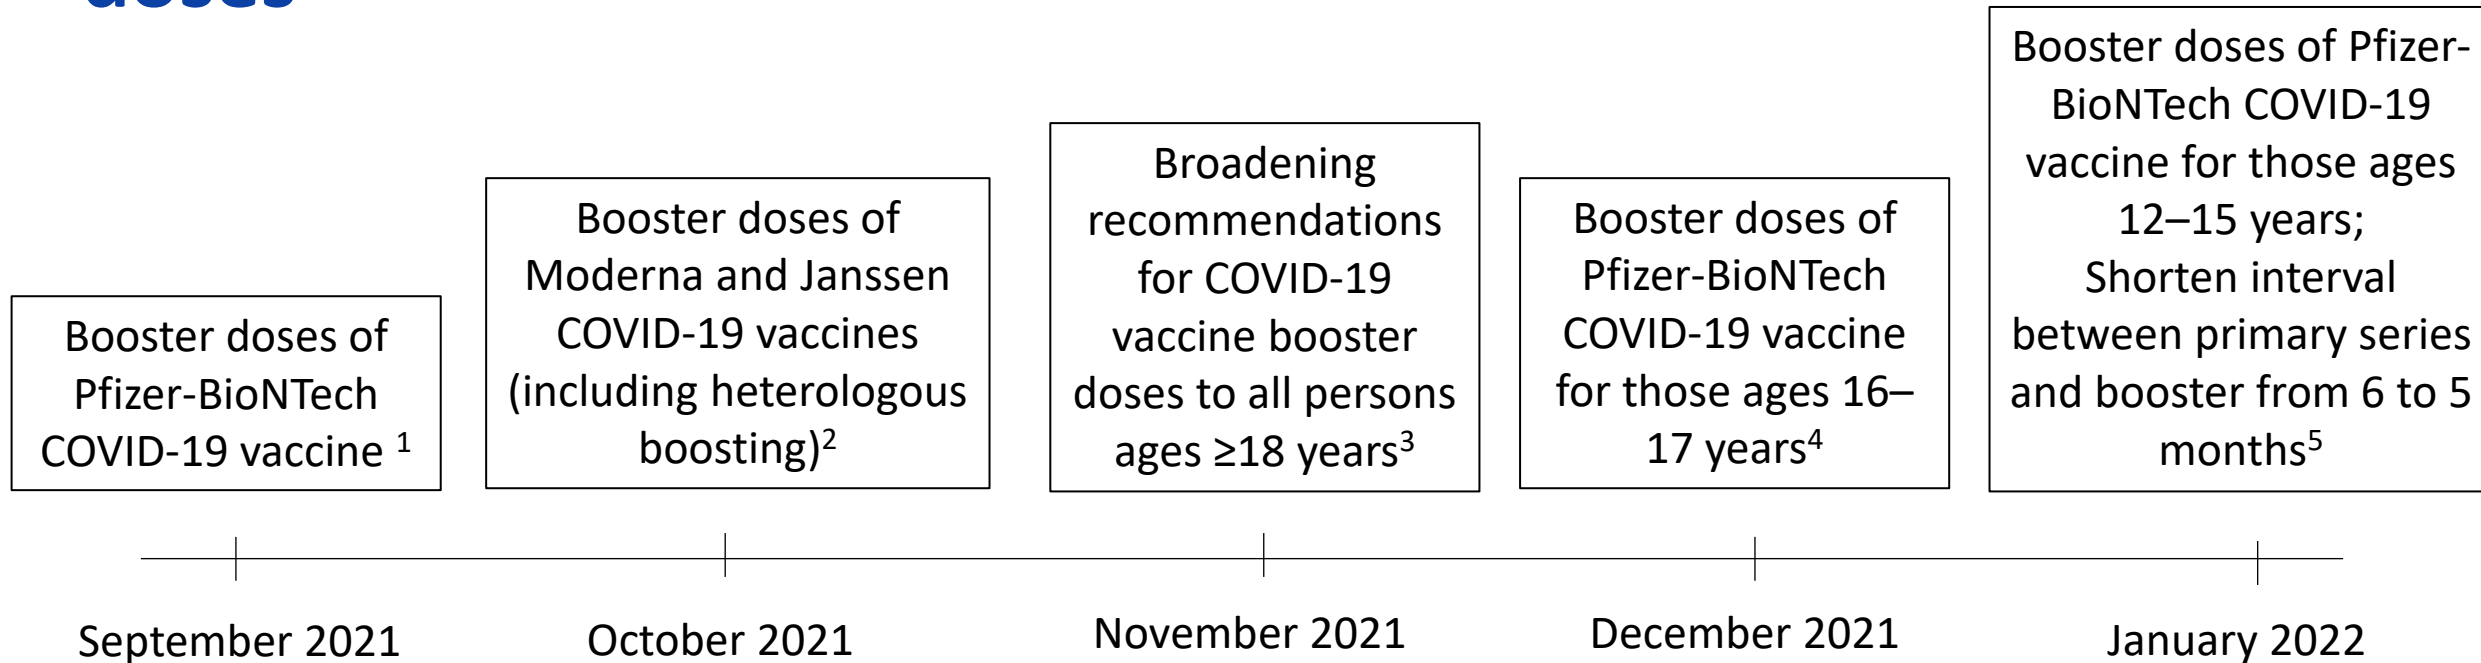 doses
Booster doses of
Pfizer-BioNTech
COVID-19 vaccine 1
Booster doses of
Moderna and Janssen
COVID-19 vaccines
(including heterologous
boosting)2
Broadening
recommendations
for COVID-19
vaccine booster
doses to all persons
ages ≥18 years3
Booster doses of
Pfizer-BioNTech
COVID-19 vaccine
for those ages 16–
17 years4
Booster doses of Pfizer-
BioNTech COVID-19
vaccine for those ages
12–15 years;
Shorten interval
between primary series
and booster from 6 to 5
months5
September 2021
October 2021
November 2021
December 2021
January 2022